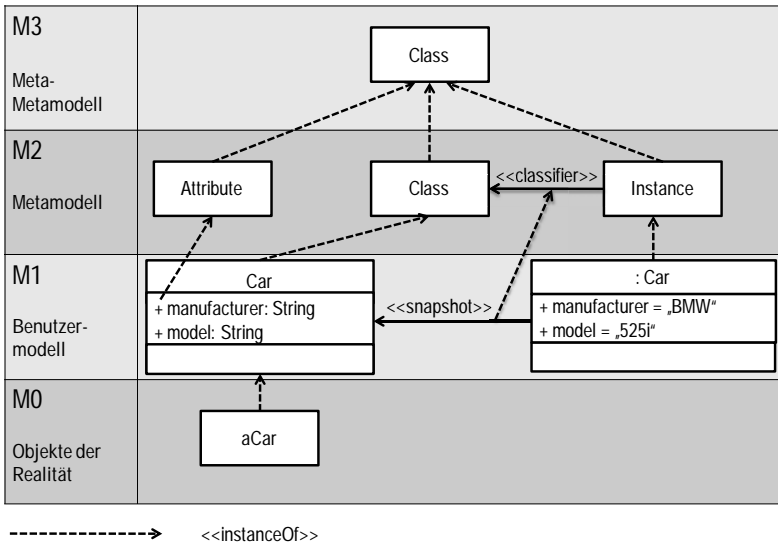 M3
Meta-
Metamodell
Class
M2
Metamodell
Attribute
Class
<<classifier>>
Instance
M1
Benutzer-
modell
Car
+ manufacturer: String
+ model: String
<<snapshot>>
: Car
+ manufacturer = „BMW“
+ model = „525i“
M0
Objekte der
Realität
aCar
<<instanceOf>>